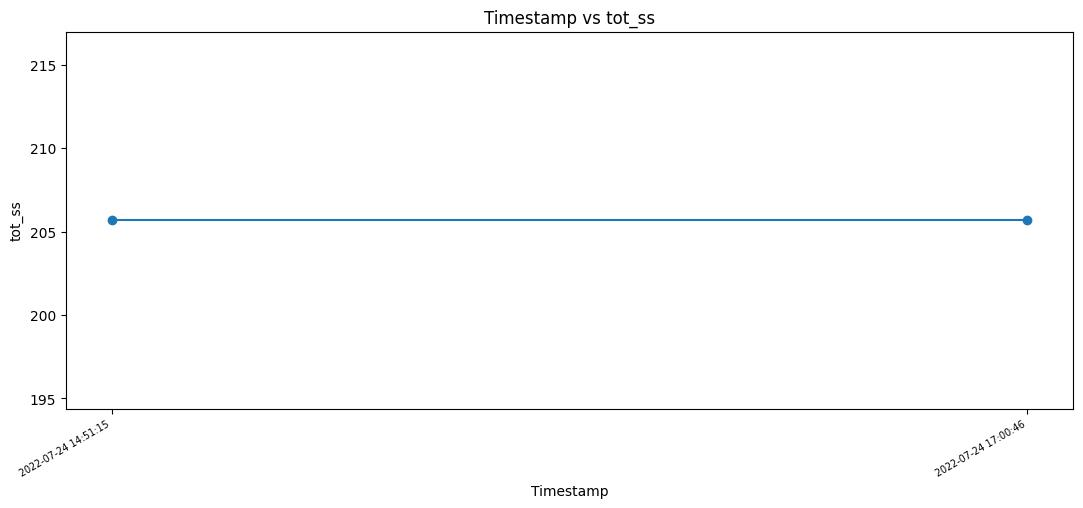 Timestamp vs tot_ss
tot_ss
215
210
205
200
195
2022-07-24 14:51:15
2022-07-24 17:00:46
Timestamp